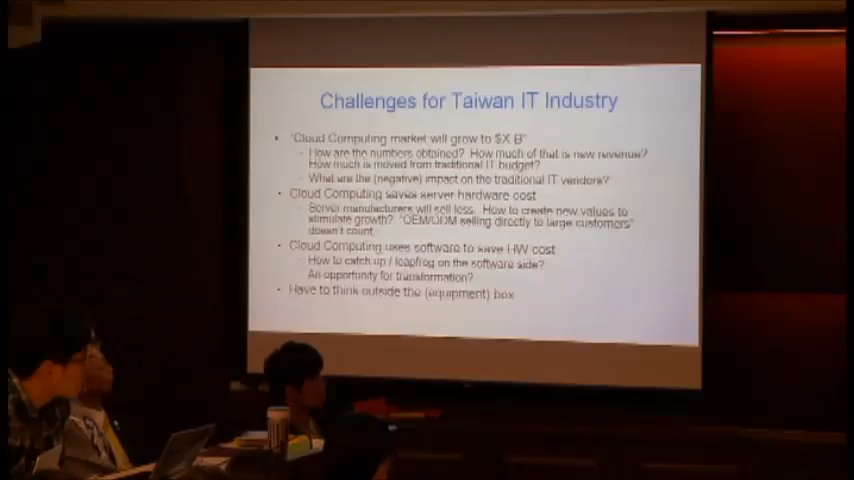 Challenges for Taiwan IT Industry
• "Cloud Computing market will grow to $X B"
- How are the numbers obtained? How much of that is new revenue?
How much is moved from traditional IT budget?
- What are the (negative) impact on the traditional IT vendors?
• Cloud Computing saves server hardware cost
- Server manufacturers will sell less. How to create new values to
stimulate growth? "OEM/ODM selling directly to large customers"
doesn't count
• Cloud Computing uses software to save HW cost
- How to catch up / leapfrog on the software side?
- An opportunity for transformation?
• Have to think outside the (equipment) box